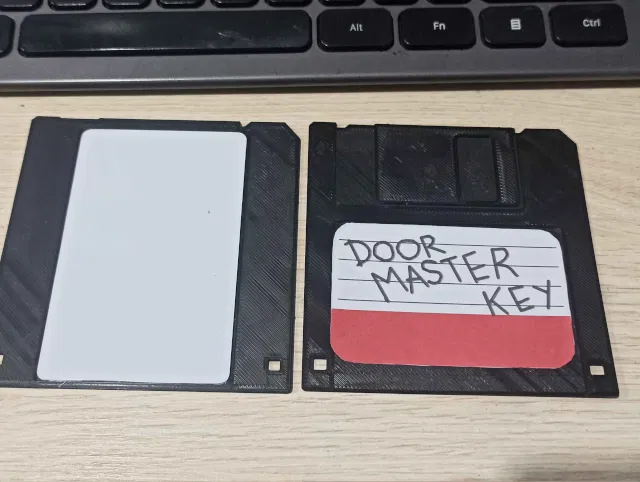 Alt Fn Ctrl
DOOR
MASTER
KEY